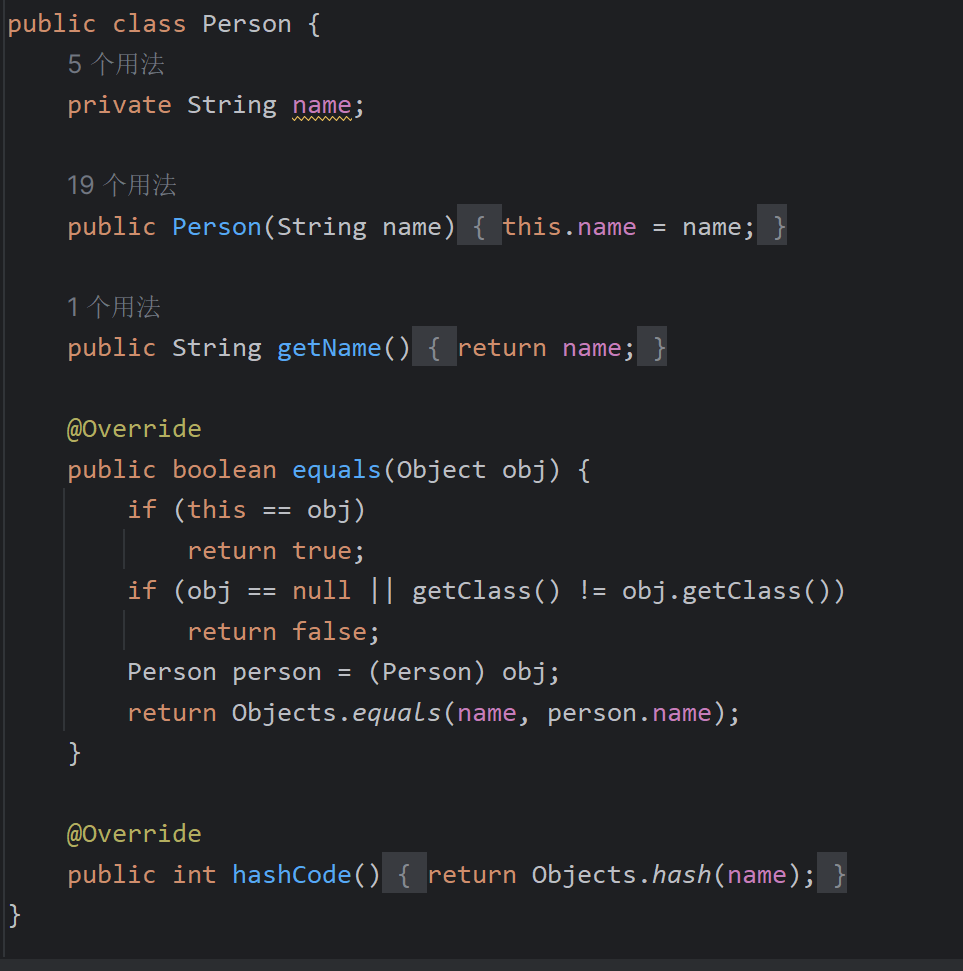 public class Person {
5 个用法
private String name;
19 个用法
public Person(String name) { this.name = name; }
1 个用法
public String getName() { return name; }
@Override
public boolean equals(Object obj) {
if (this == obj)
return true;
if (obj == null || getClass() != obj.getClass())
return false;
Person person = (Person) obj;
return Objects.equals(name, person.name);
}
@Override
public int hashCode() { return Objects.hash(name); }
}